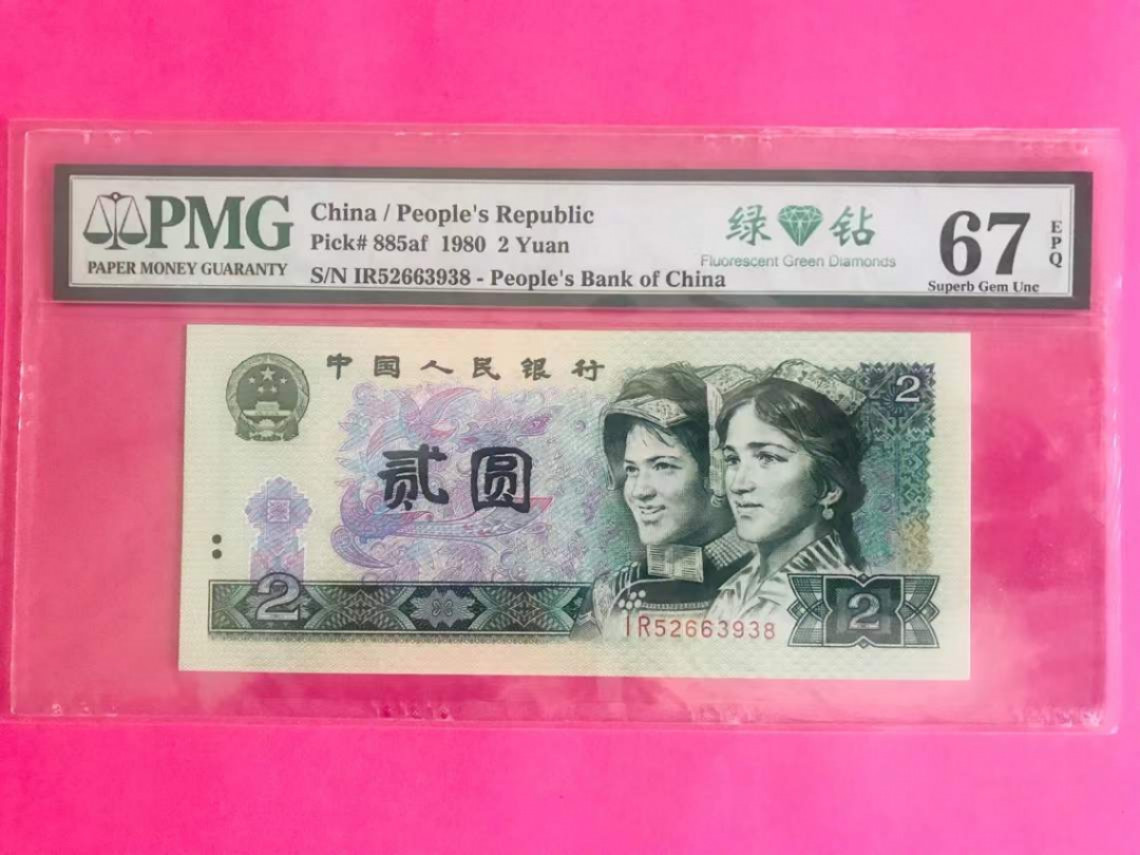 PMG
PAPER MONEY GUARANTY
China / People's Republic
Pick# 885af 1980 2 Yuan
S/N IR52663938 - People's Bank of China
绿 钻
Fluorescent Green Diamonds
67
EPQ
Superb Gem Unc
中国人民银行
2
贰圆
2
IR52663938
2